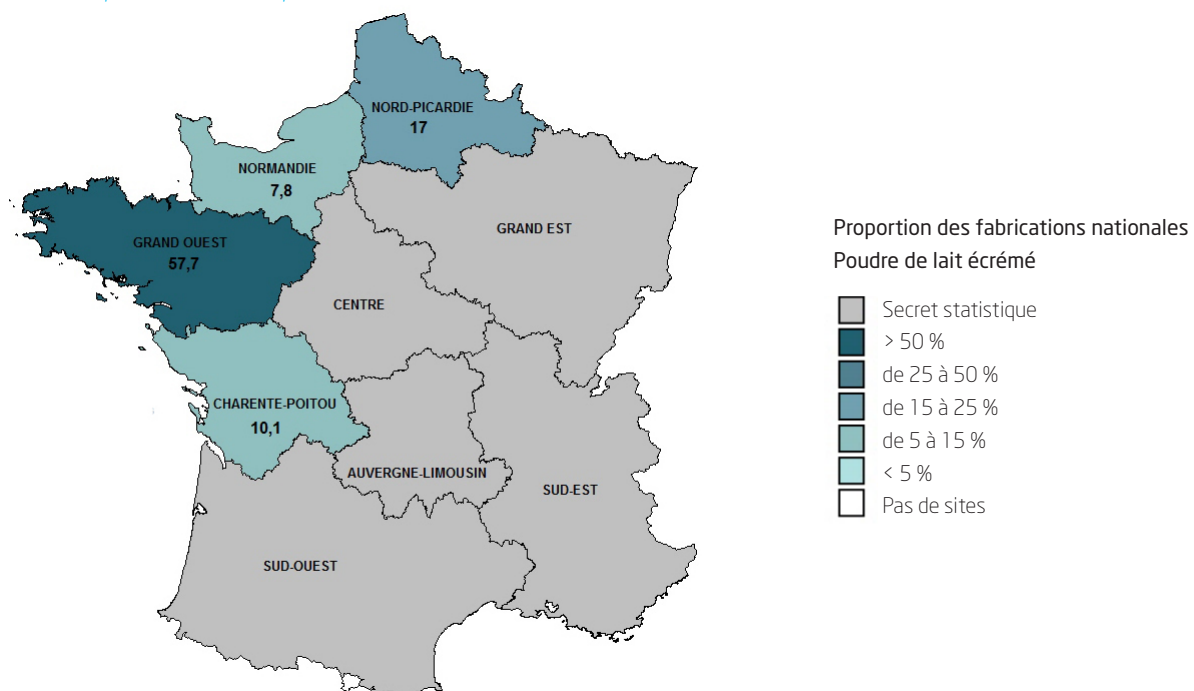 NORD-PICARDIE
17
NORMANDIE
7,8
GRAND EST
GRAND OUEST
57,7
CENTRE
CHARENTE-POITOU
10,1
AUVERGNE-LIMOUSIN
SUD-EST
SUD-OUEST
Proportion des fabrications nationales
Poudre de lait écrémé
Secret statistique
> 50 %
de 25 à 50 %
de 15 à 25 %
de 5 à 15 %
< 5 %
Pas de sites